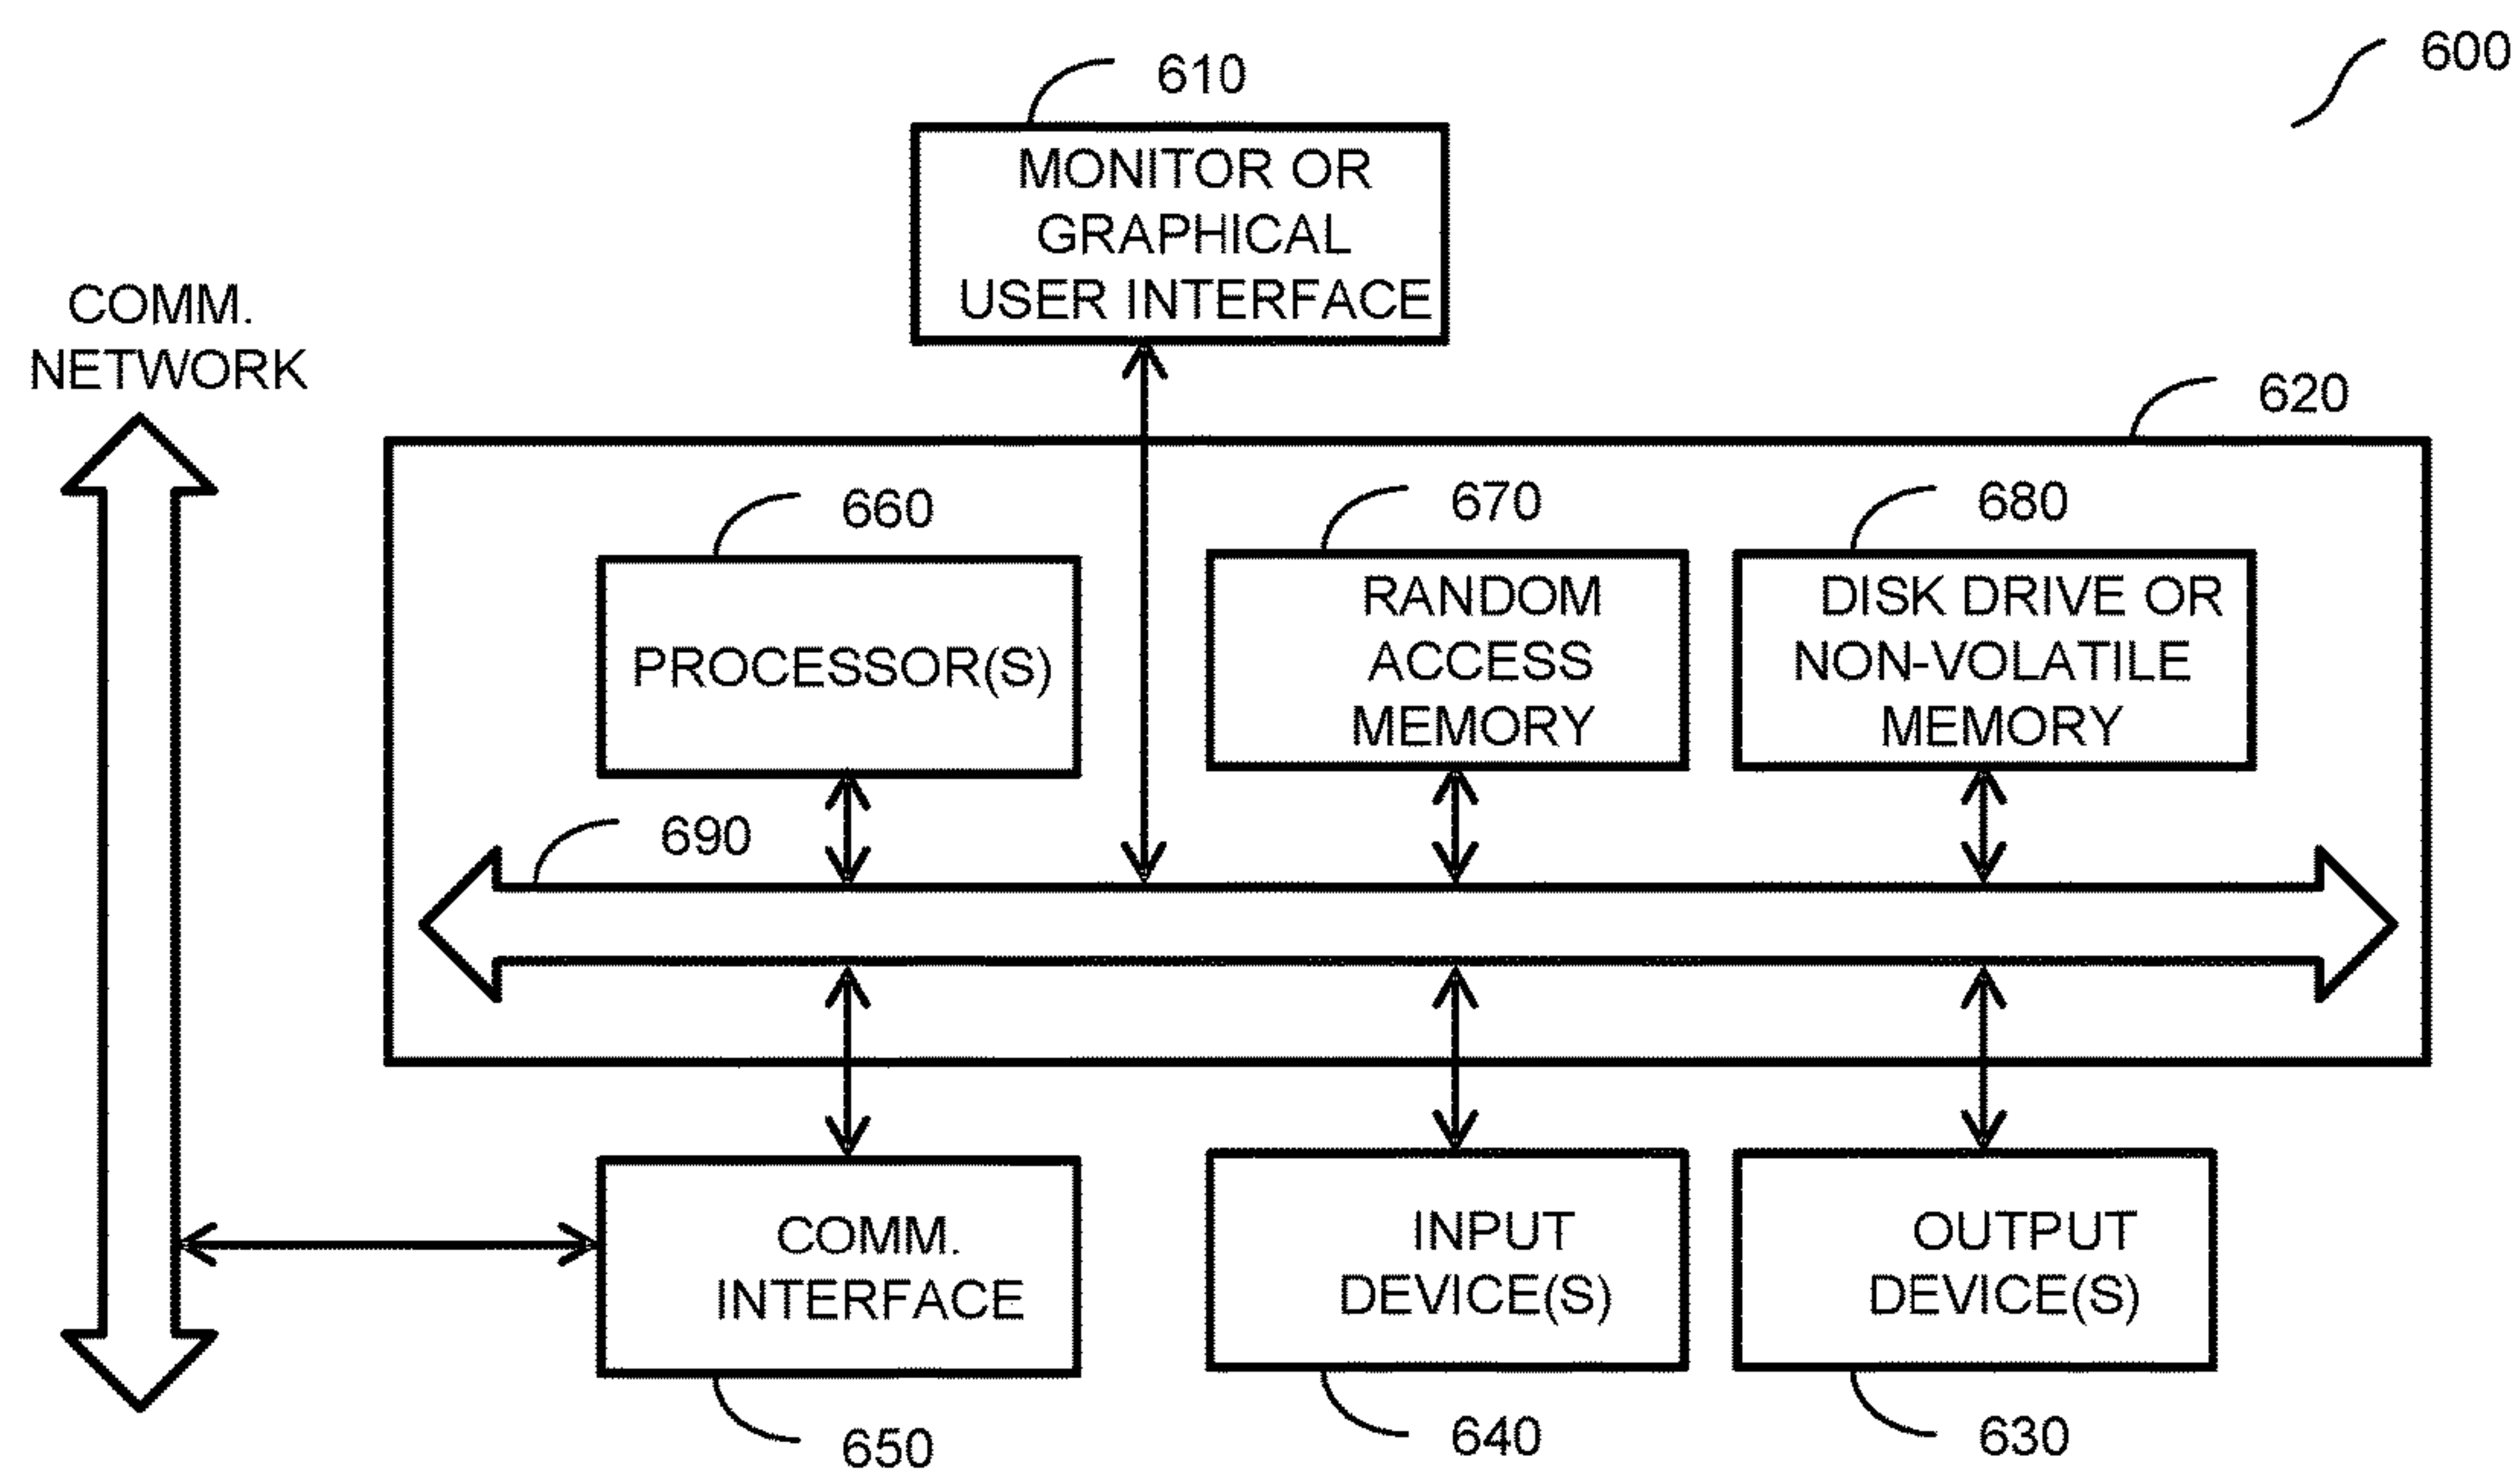 600
610
MONITOR OR
GRAPHICAL
USER INTERFACE
COMM.
NETWORK
620
660
PROCESSOR(S)
670
RANDOM
ACCESS
MEMORY
680
DISK DRIVE OR
NON-VOLATILE
MEMORY
690
COMM.
INTERFACE
650
INPUT
DEVICE(S)
640
OUTPUT
DEVICE(S)
630